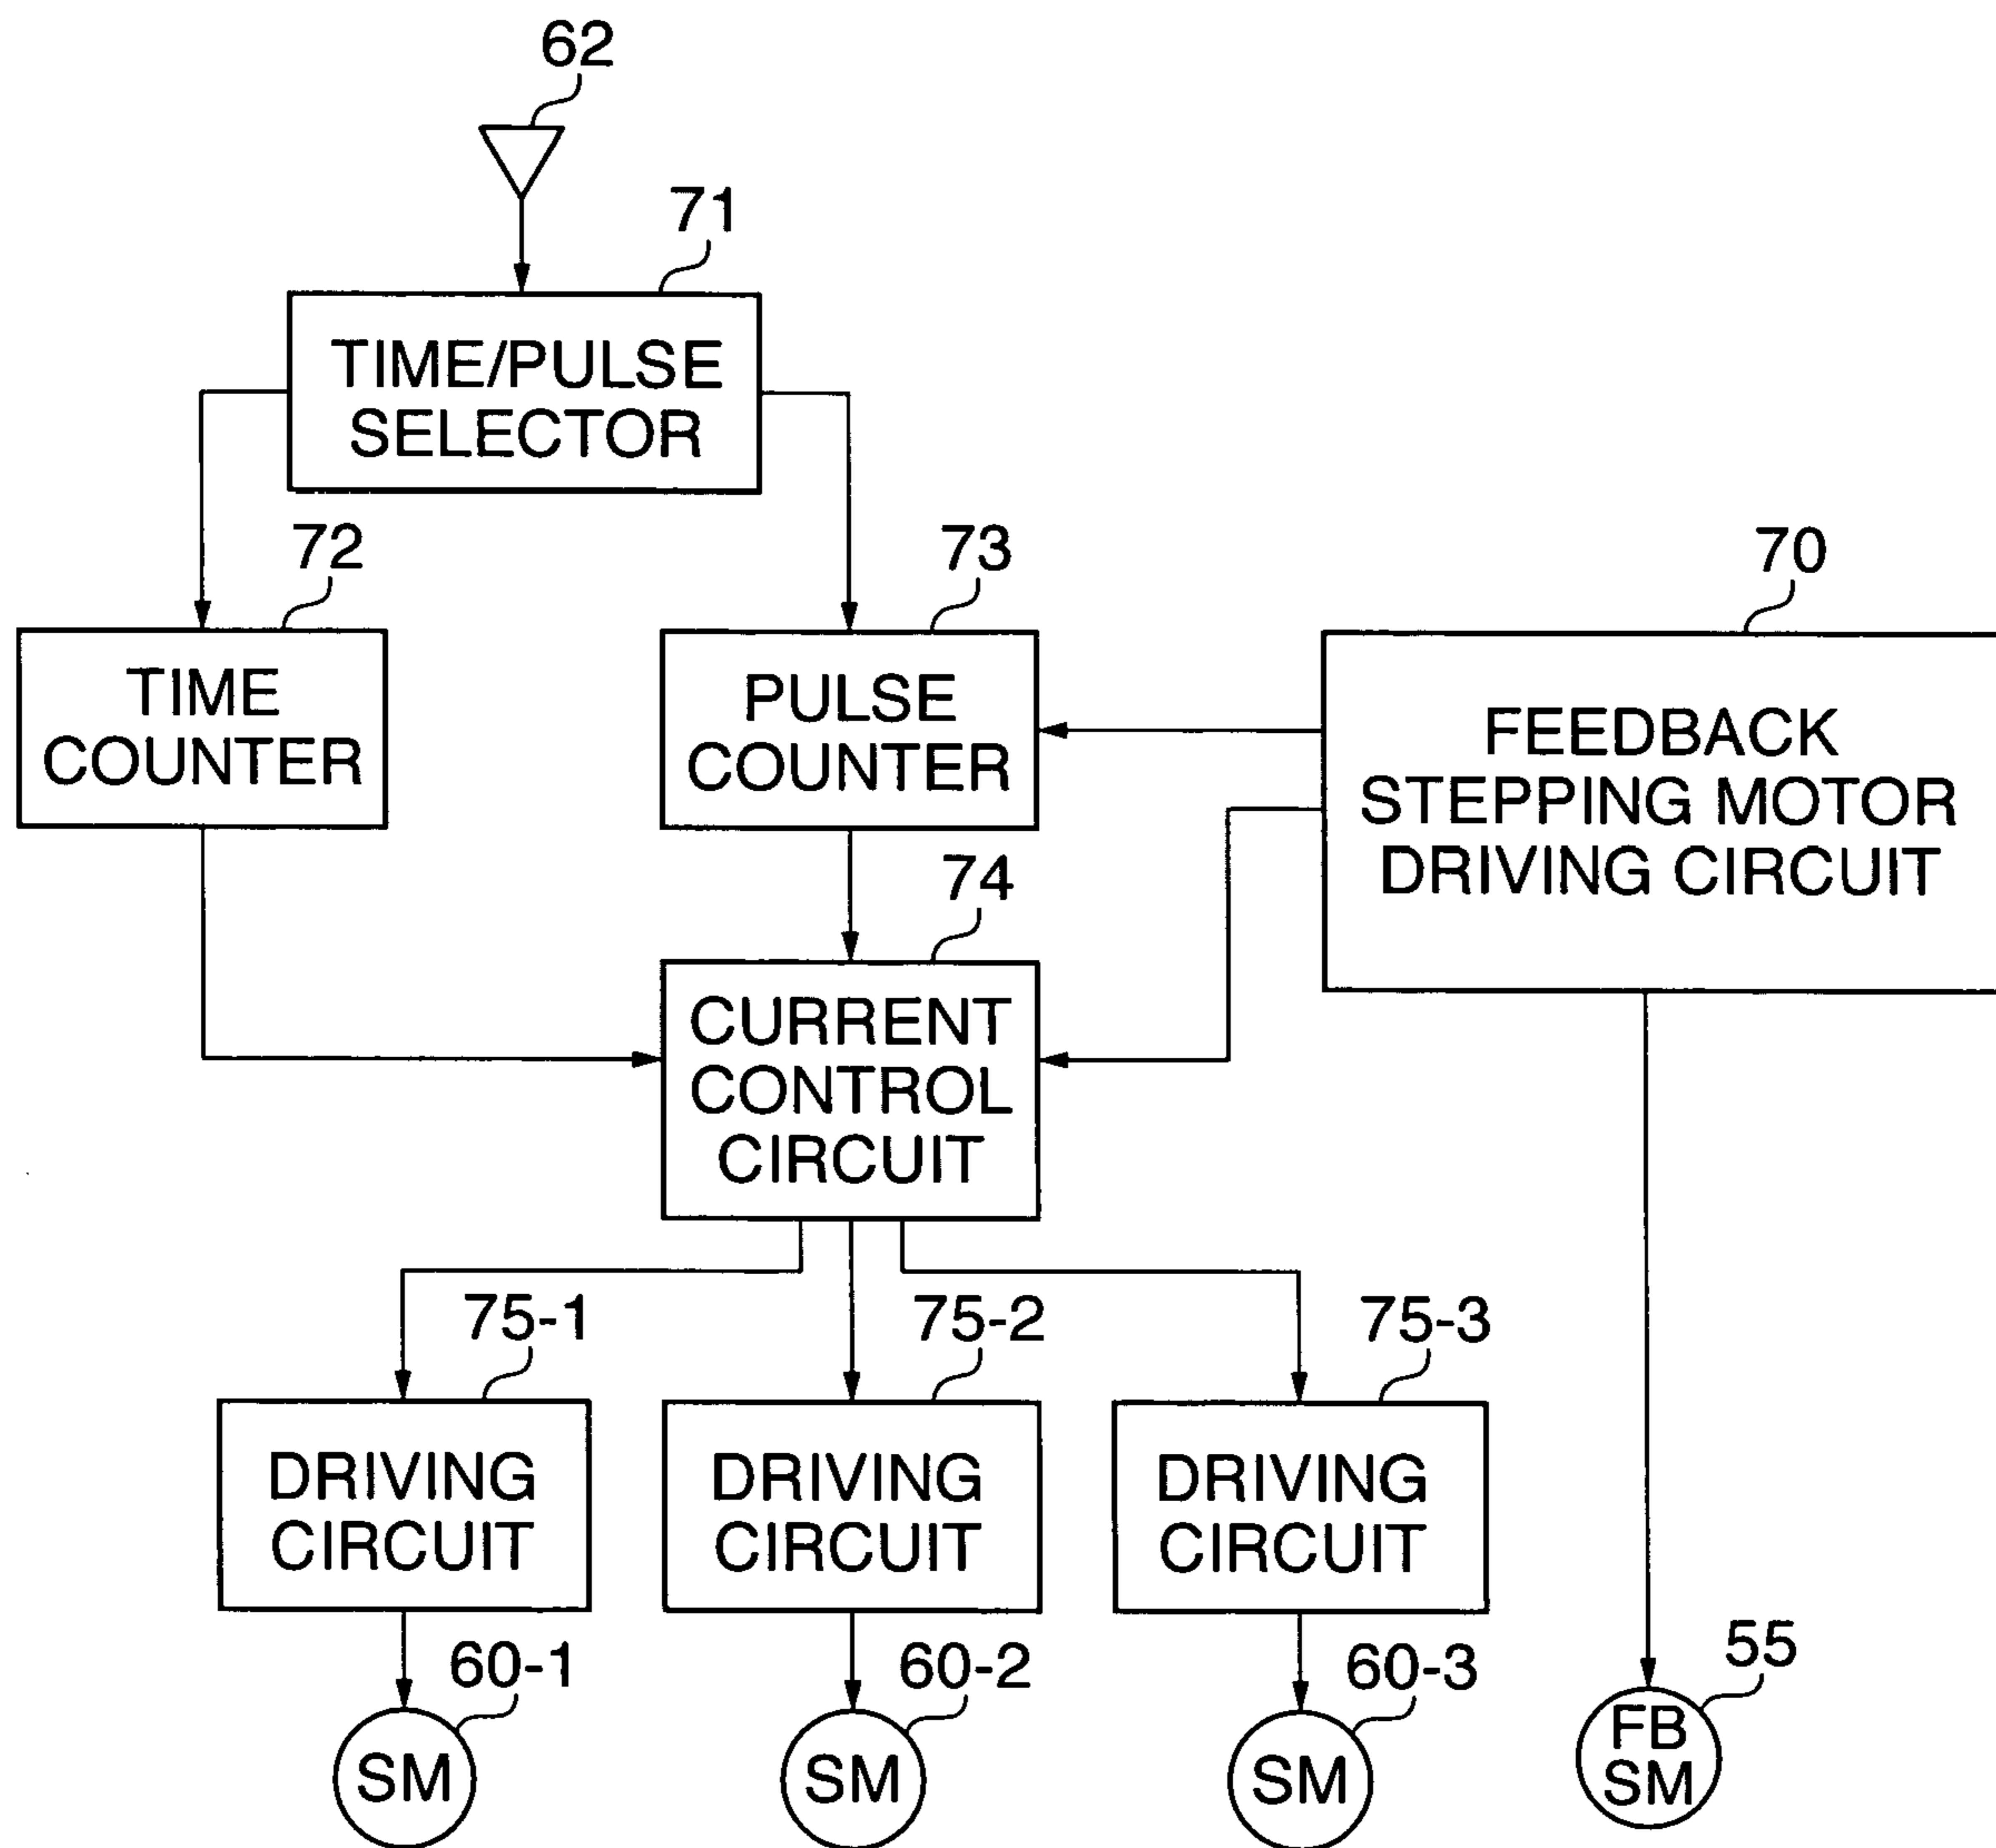 62
71
TIME/PULSE
SELECTOR
72
73
70
TIME
COUNTER
PULSE
COUNTER
FEEDBACK
STEPPING MOTOR
DRIVING CIRCUIT
74
CURRENT
CONTROL
CIRCUIT
75-1
75-2
75-3
DRIVING
CIRCUIT
DRIVING
CIRCUIT
DRIVING
CIRCUIT
60-1
60-2
60-3
55
SM
SM
SM
FB
SM